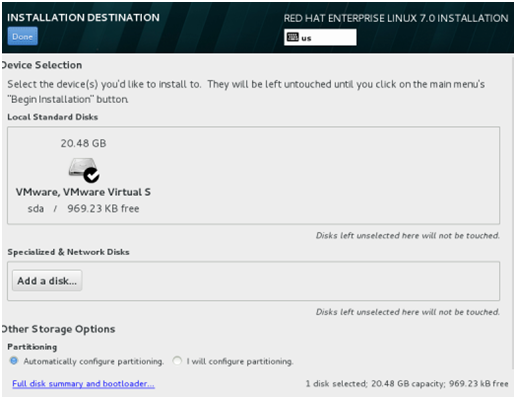 INSTALLATION DESTINATION
RED HAT ENTERPRISE LINUX 7.0 INSTALLATION
Done
us
Device Selection
Select the device(s) you'd like to install to. They will be left untouched until you click on the main menu's
"Begin Installation" button.
Local Standard Disks
20.48 GB
VMware, VMware Virtual S
sda / 969.23 KB free
Disks left unselected here will not be touched.
Specialized & Network Disks
Add a disk...
Disks left unselected here will not be touched.
Other Storage Options
Partitioning
Automatically configure partitioning. I will configure partitioning.
Full disk summary and bootloader...
1 disk selected; 20.48 GB capacity; 969.23 kB free